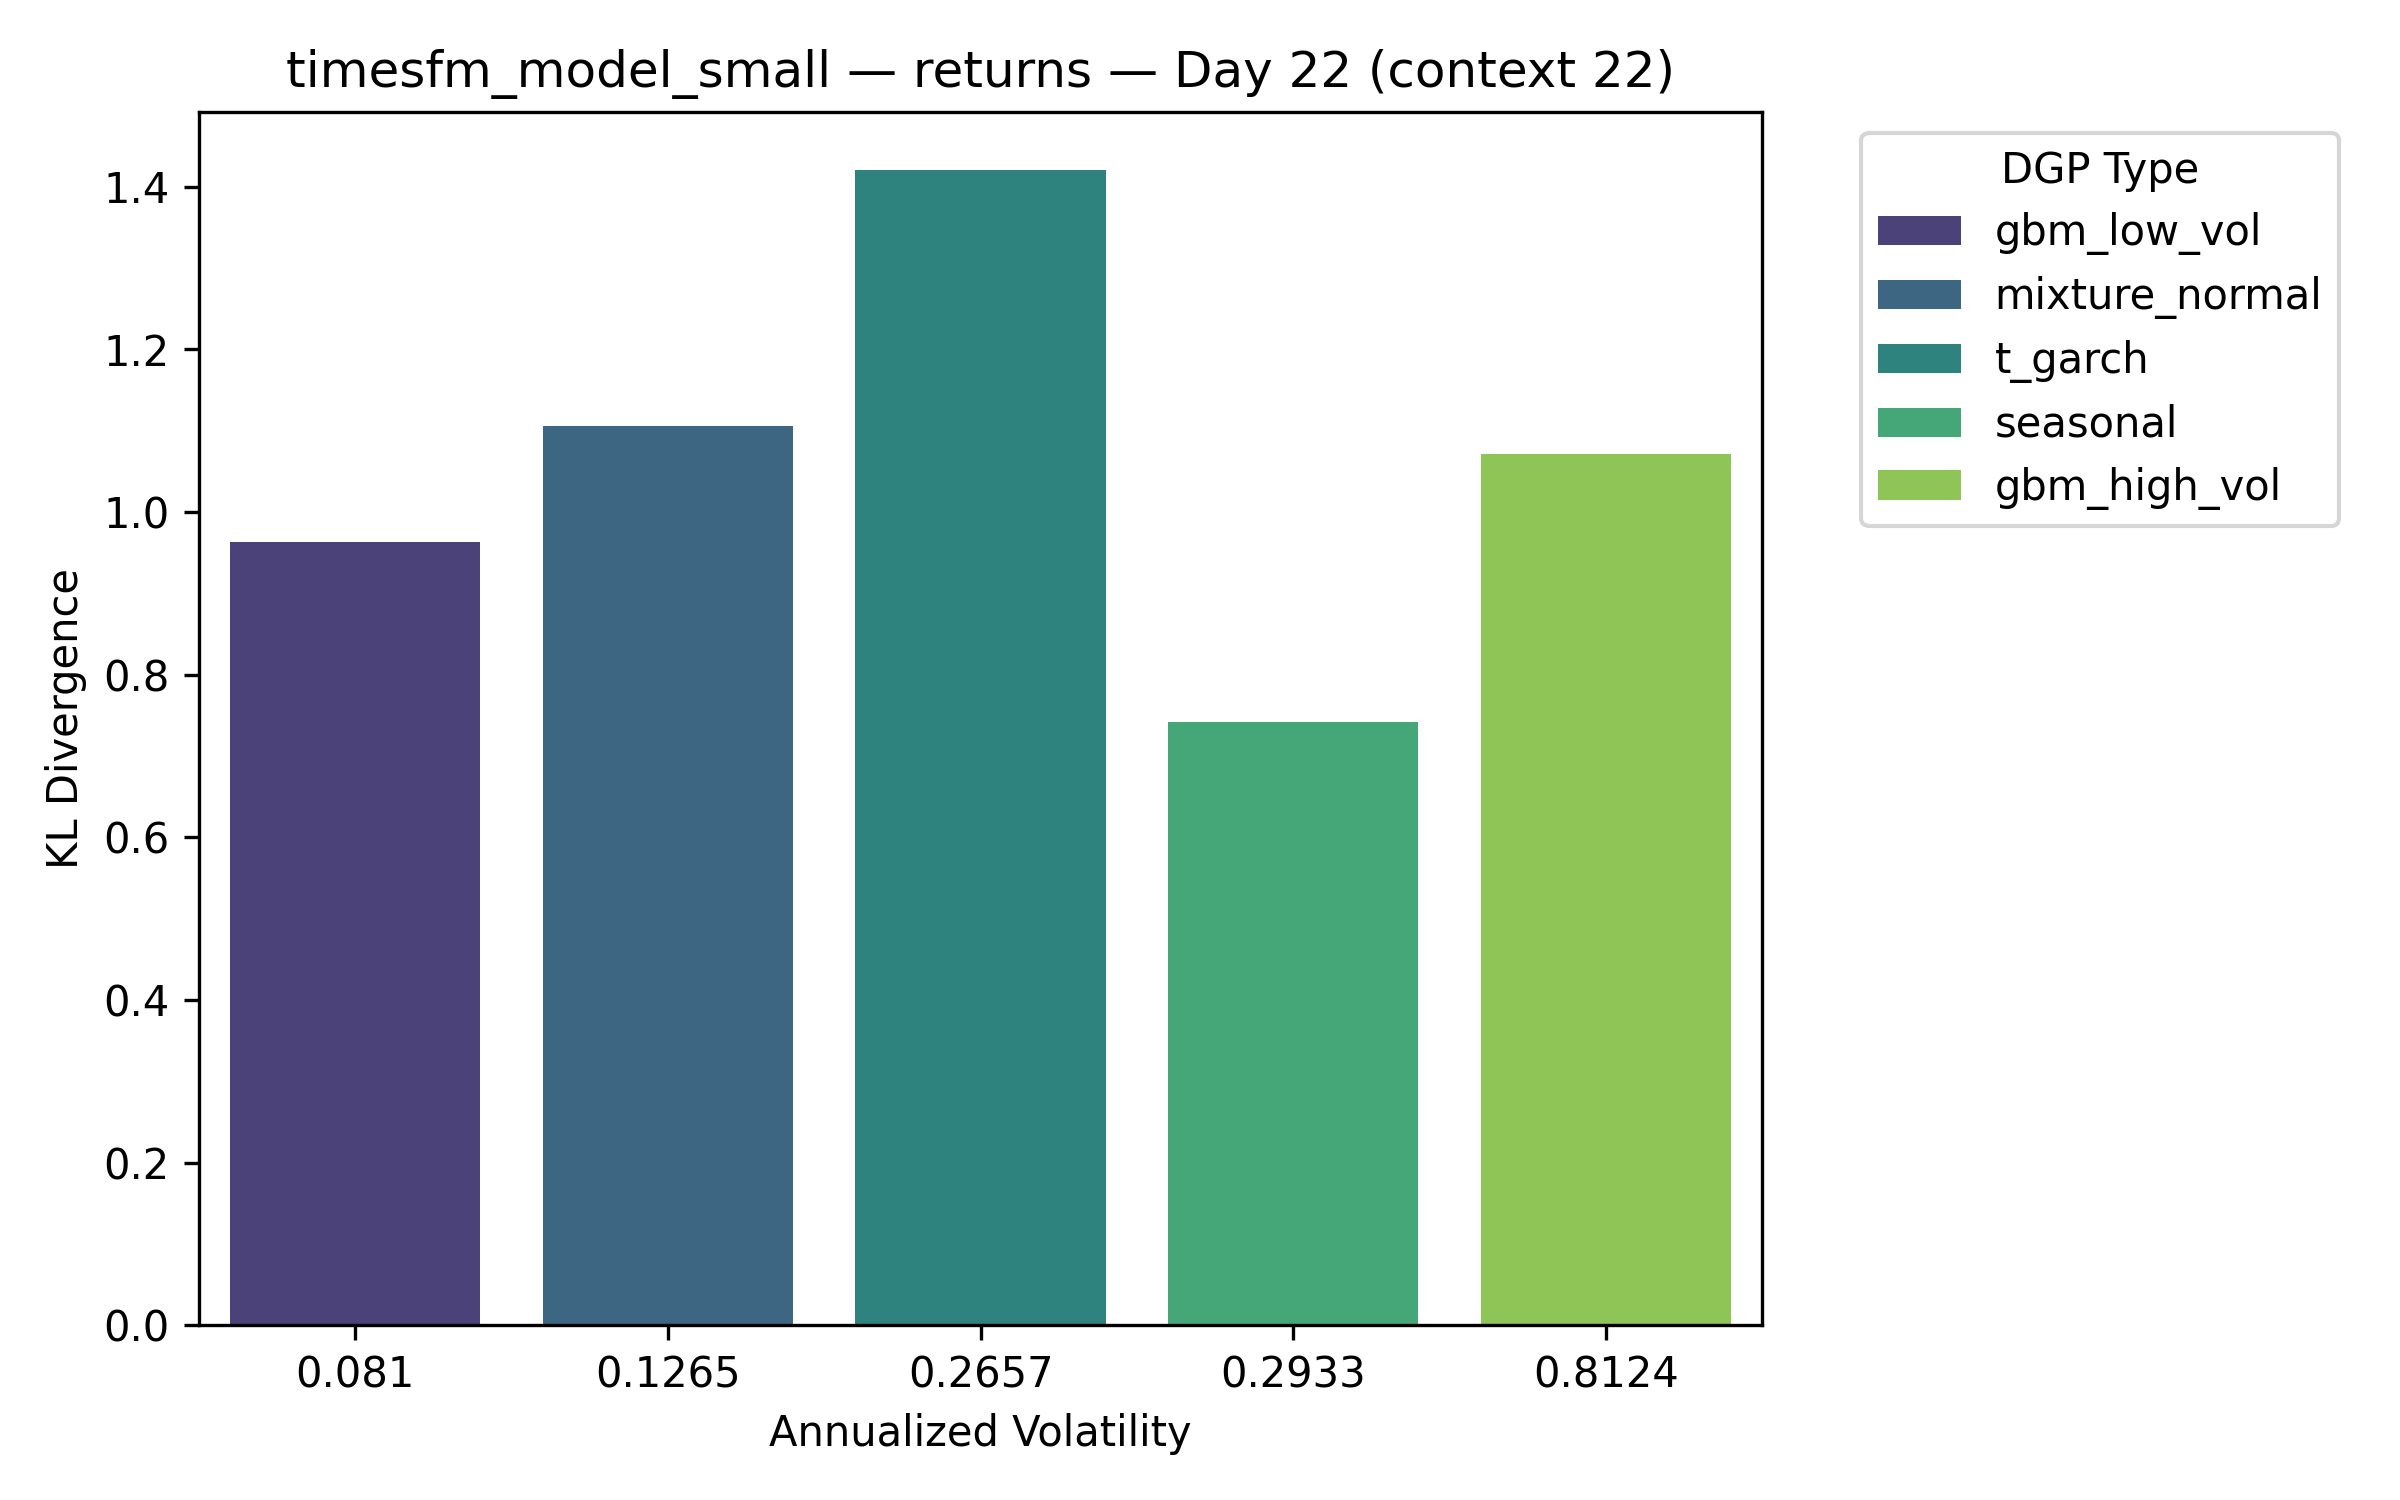 timesfm_model_small — returns — Day 22 (context 22)
KL Divergence
1.4
1.2
1.0
0.8
0.6
0.4
0.2
0.0
0.081 0.1265 0.2657 0.2933 0.8124
Annualized Volatility
DGP Type
gbm_low_vol
mixture_normal
t_garch
seasonal
gbm_high_vol